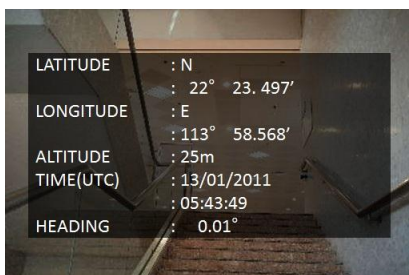 LATITUDE : N
: 22° 23. 497′
LONGITUDE : E
: 113° 58.568′
ALTITUDE : 25m
TIME(UTC) : 13/01/2011
: 05:43:49
HEADING : 0.01°